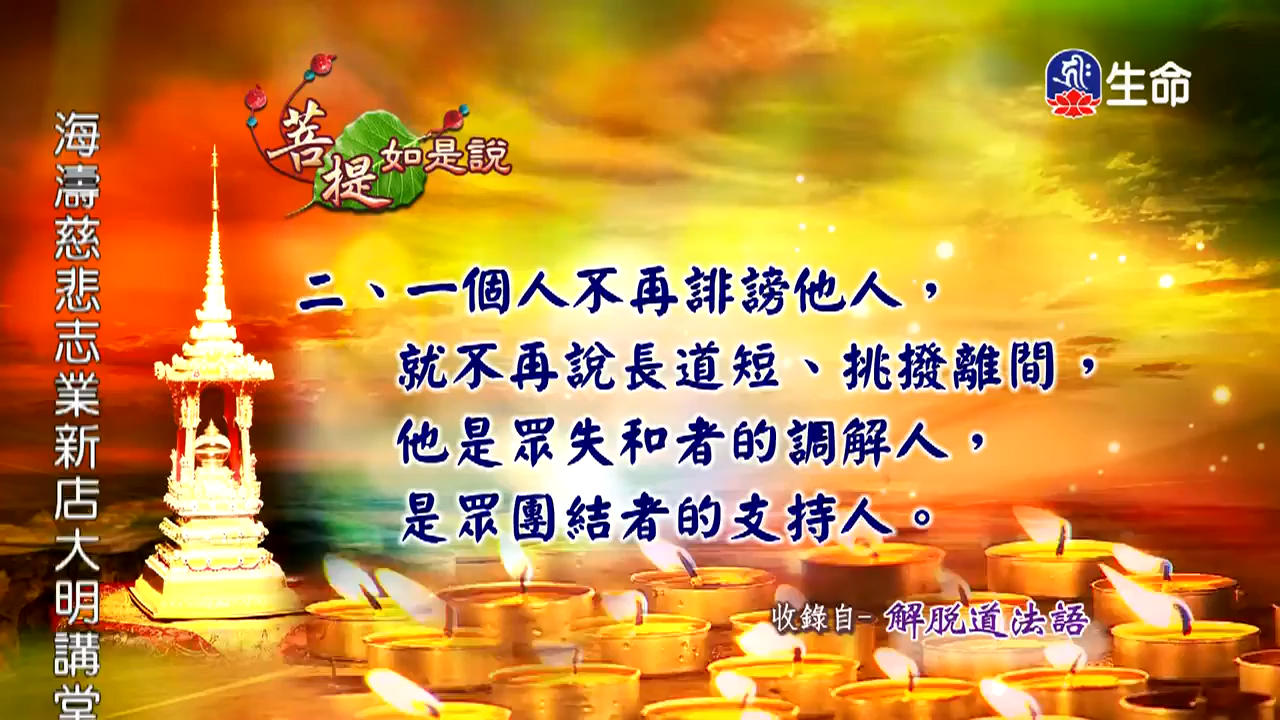 生命
菩提如是說
海濤慈悲志業新店大明講堂
二、一個人不再誹謗他人，
就不再說長道短、挑撥離間，
他是眾失和者的調解人，
是眾團結者的支持人。
收錄自-解脫道法語